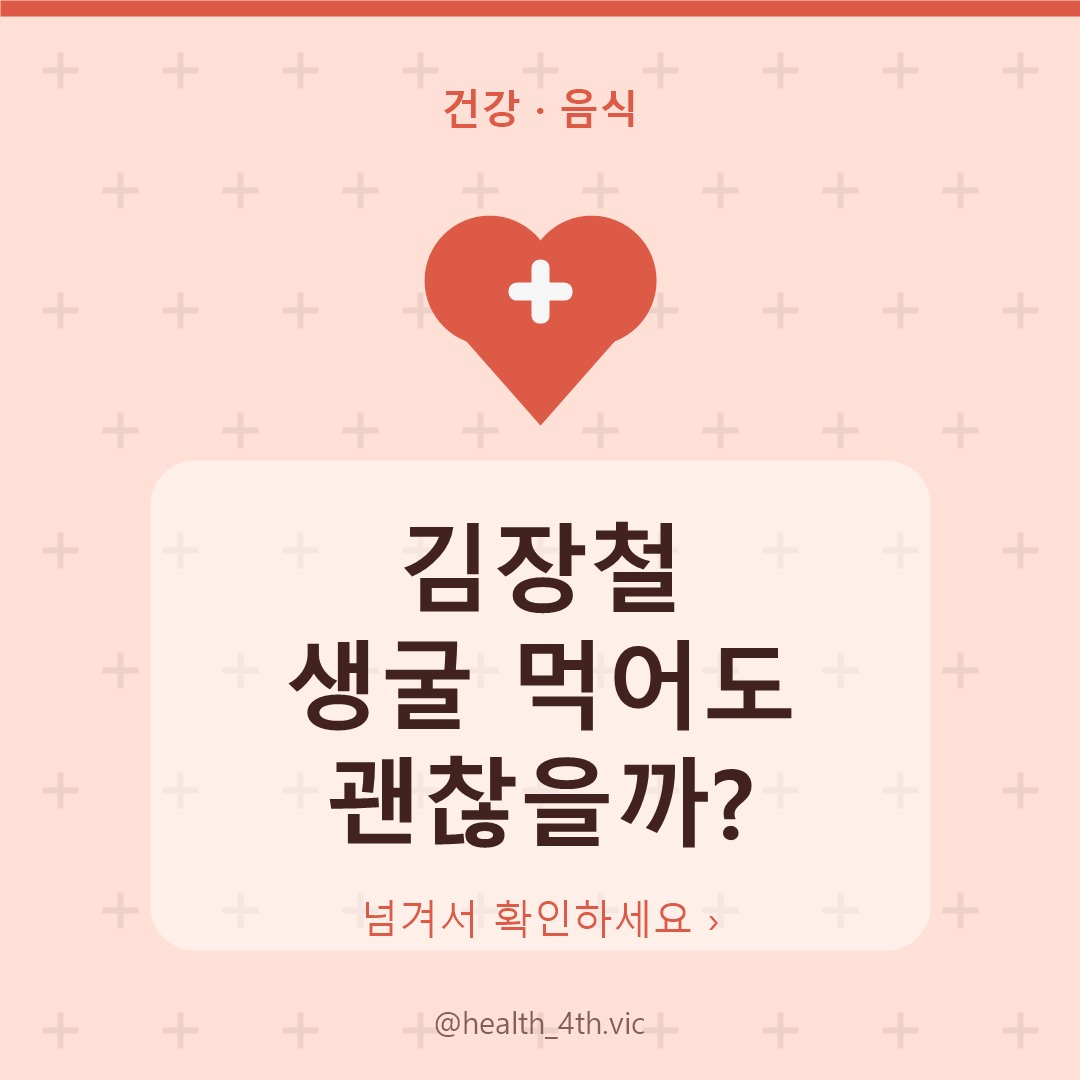 건강 · 음식
김장철
생굴 먹어도
괜찮을까?
넘겨서 확인하세요 ›
@health_4th.vic